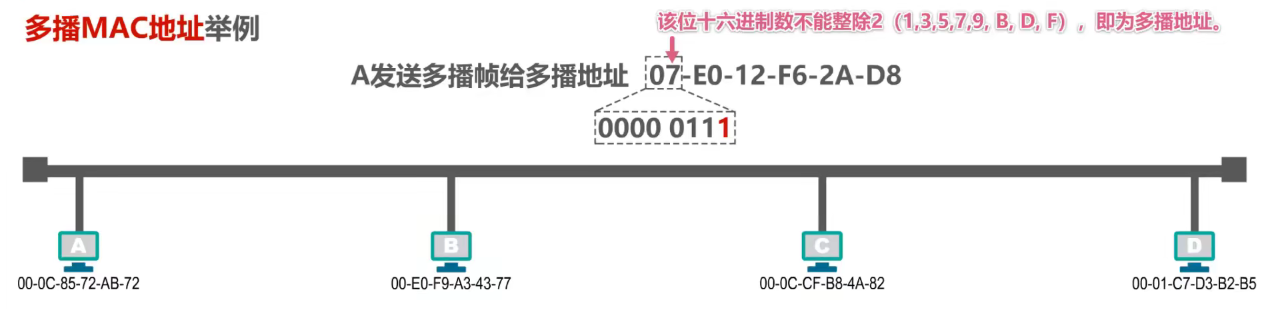 多播MAC地址举例
该位十六进制数不能整除2（1,3,5,7,9, B, D, F），即为多播地址。
A发送多播帧给多播地址 07-E0-12-F6-2A-D8
0000 0111
A
B
C
D
00-0C-85-72-AB-72
00-E0-F9-A3-43-77
00-0C-CF-B8-4A-82
00-01-C7-D3-B2-B5